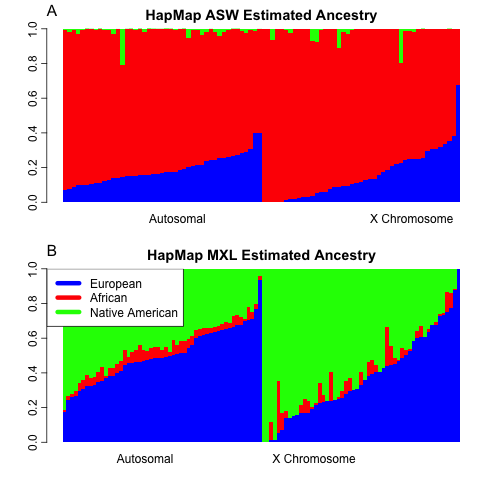 A
HapMap ASW Estimated Ancestry
1.0
0.8
0.6
0.4
0.2
0.0
Autosomal X Chromosome
B
HapMap MXL Estimated Ancestry
1.0
0.8
0.6
0.4
0.2
0.0
European
African
Native American
Autosomal X Chromosome